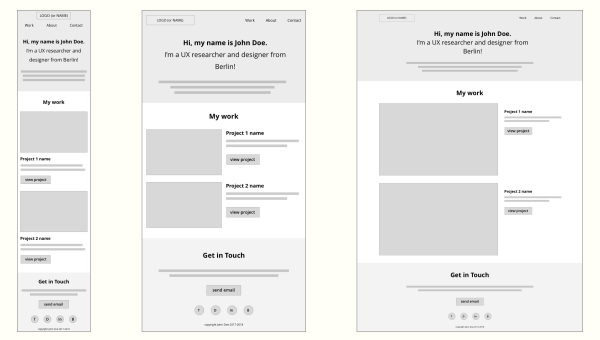 LOGO (or NAME)
Work About Contact
Hi, my name is John Doe.
I'm a UX researcher and
designer from Berlin!
My work
Project 1 name
view project
Project 2 name
view project
Get in Touch
send email
f D in B
copyright John Doe 2017-2018
LOGO (or NAME)
Work About Contact
Hi, my name is John Doe.
I'm a UX researcher and designer from
Berlin!
My work
Project 1 name
view project
Project 2 name
view project
Get in Touch
send email
f D in B
copyright John Doe 2017-2018
LOGO (or NAME)
Work About Contact
Hi, my name is John Doe.
I'm a UX researcher and designer from
Berlin!
My work
Project 1 name
view project
Project 2 name
view project
Get in Touch
send email
copyright John Doe 2017-2018